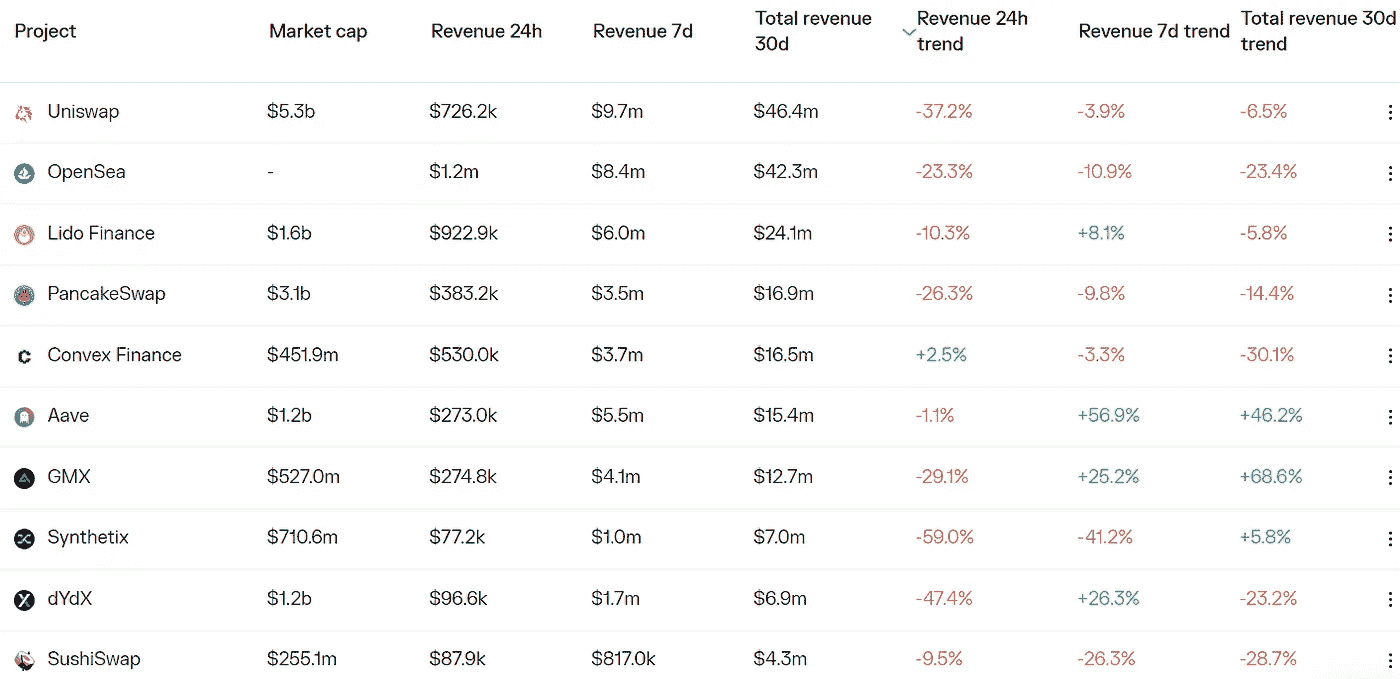 Project Market cap Revenue 24h Revenue 7d Total revenue 30d Revenue 24h trend Revenue 7d trend Total revenue 30d trend
Uniswap $5.3b $726.2k $9.7m $46.4m -37.2% -3.9% -6.5%
OpenSea - $1.2m $8.4m $42.3m -23.3% -10.9% -23.4%
Lido Finance $1.6b $922.9k $6.0m $24.1m -10.3% +8.1% -5.8%
PancakeSwap $3.1b $383.2k $3.5m $16.9m -26.3% -9.8% -14.4%
Convex Finance $451.9m $530.0k $3.7m $16.5m +2.5% -3.3% -30.1%
Aave $1.2b $273.0k $5.5m $15.4m -1.1% +56.9% +46.2%
GMX $527.0m $274.8k $4.1m $12.7m -29.1% +25.2% +68.6%
Synthetix $710.6m $77.2k $1.0m $7.0m -59.0% -41.2% +5.8%
dYdX $1.2b $96.6k $1.7m $6.9m -47.4% +26.3% -23.2%
SushiSwap $255.1m $87.9k $817.0k $4.3m -9.5% -26.3% -28.7%